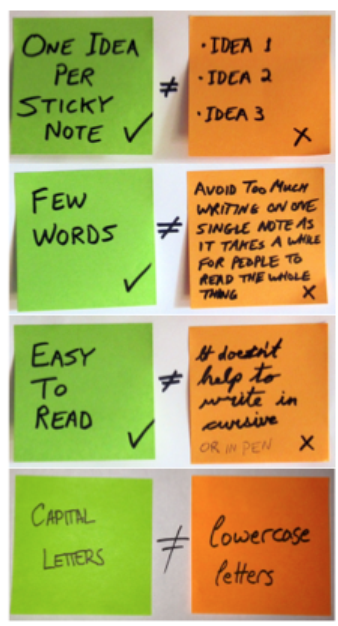 ONE IDEA
PER
STICKY
NOTE ✓
≠
· IDEA 1
· IDEA 2
· IDEA 3
✗
FEW
WORDS
✓
≠
AVOID TOO MUCH
WRITING ON ONE
SINGLE NOTE AS
IT TAKES A WHILE
FOR PEOPLE TO
READ THE WHOLE
THING ✗
EASY
TO
READ ✓
≠
It doesn't
help to
write in
cursive
OR IN PEN ✗
CAPITAL
LETTERS
≠
lowercase
letters